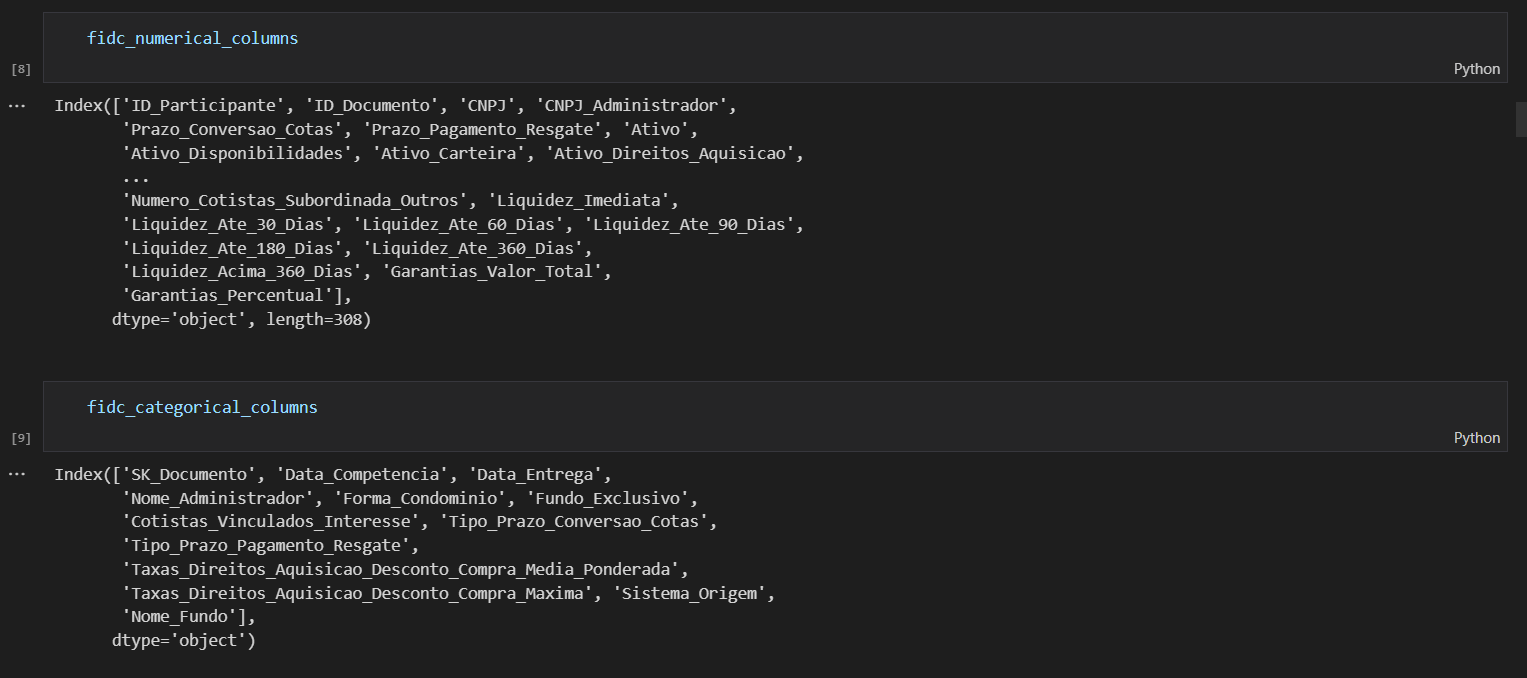 fidc_numerical_columns
[8]
Python
... Index(['ID_Participante', 'ID_Documento', 'CNPJ', 'CNPJ_Administrador',
'Prazo_Conversao_Cotas', 'Prazo_Pagamento_Resgate', 'Ativo',
'Ativo_Disponibilidades', 'Ativo_Carteira', 'Ativo_Direitos_Aquisicao',
...
'Numero_Cotistas_Subordinada_Outros', 'Liquidez_Imediata',
'Liquidez_Ate_30_Dias', 'Liquidez_Ate_60_Dias', 'Liquidez_Ate_90_Dias',
'Liquidez_Ate_180_Dias', 'Liquidez_Ate_360_Dias',
'Liquidez_Acima_360_Dias', 'Garantias_Valor_Total',
'Garantias_Percentual'],
dtype='object', length=308)
fidc_categorical_columns
[9]
Python
... Index(['SK_Documento', 'Data_Competencia', 'Data_Entrega',
'Nome_Administrador', 'Forma_Condominio', 'Fundo_Exclusivo',
'Cotistas_Vinculados_Interesse', 'Tipo_Prazo_Conversao_Cotas',
'Tipo_Prazo_Pagamento_Resgate',
'Taxas_Direitos_Aquisicao_Desconto_Compra_Media_Ponderada',
'Taxas_Direitos_Aquisicao_Desconto_Compra_Maxima', 'Sistema_Origem',
'Nome_Fundo'],
dtype='object')